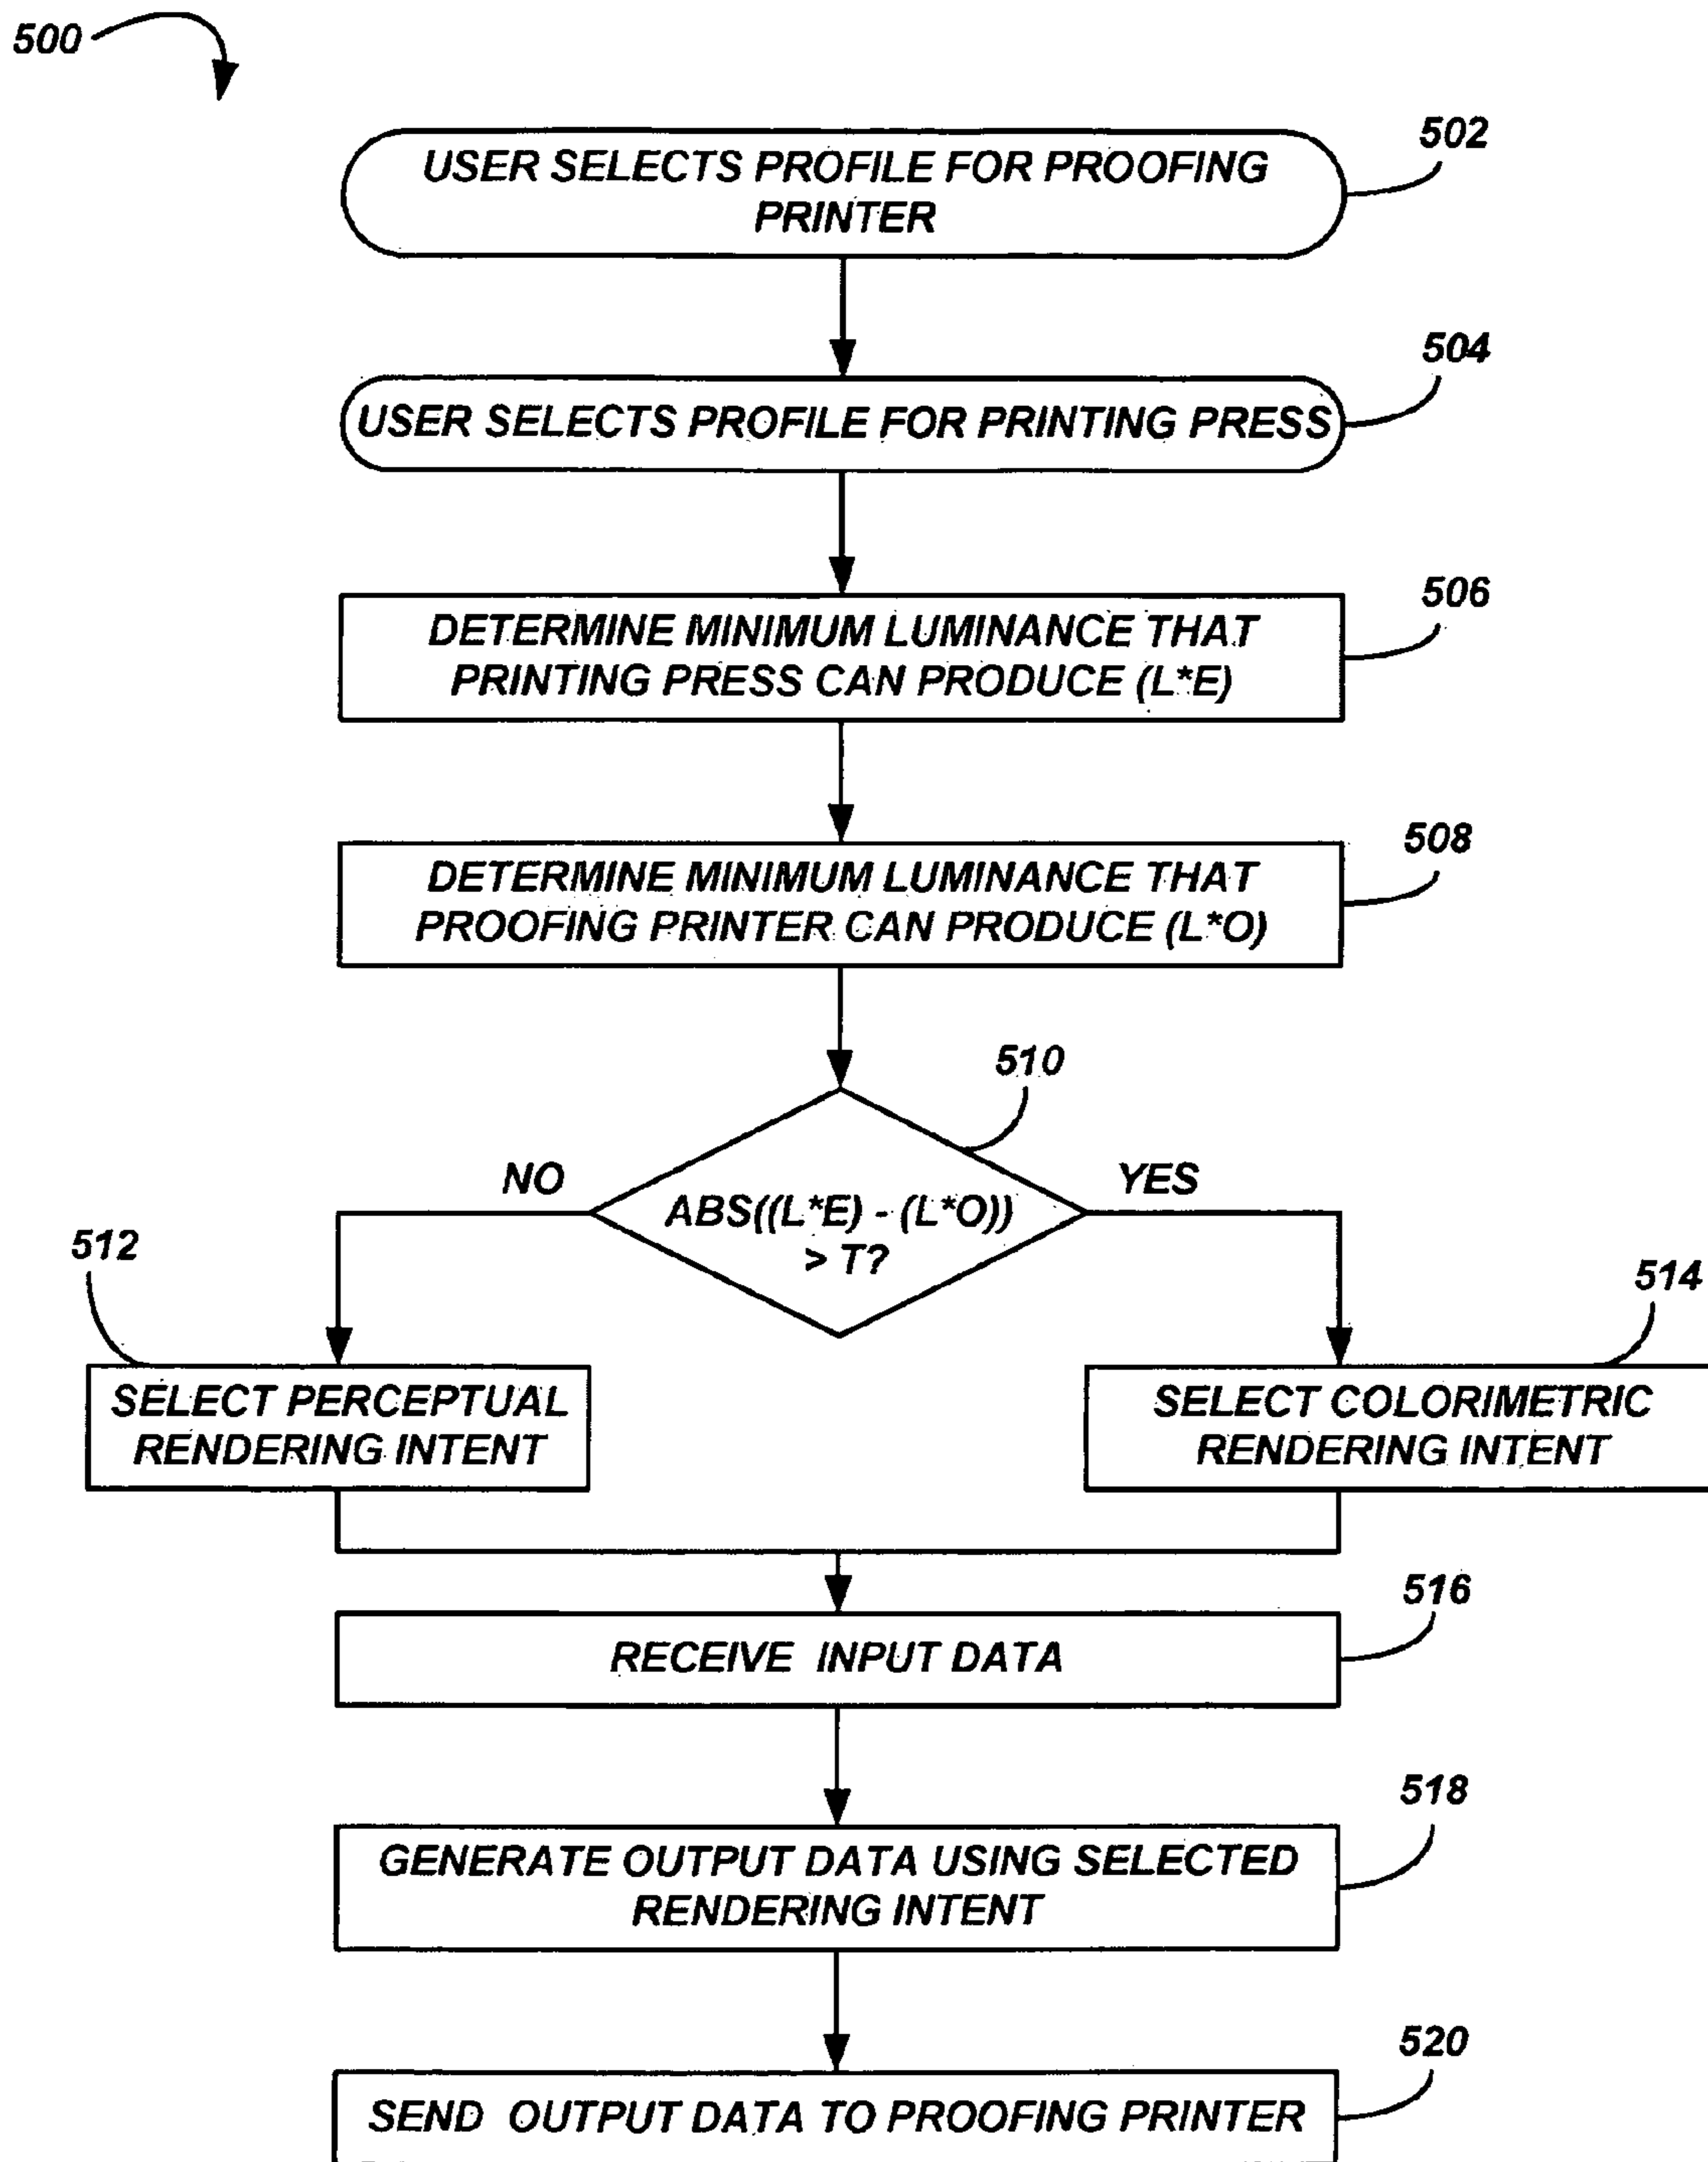 500
502
USER SELECTS PROFILE FOR PROOFING
PRINTER
504
USER SELECTS PROFILE FOR PRINTING PRESS
506
DETERMINE MINIMUM LUMINANCE THAT
PRINTING PRESS CAN PRODUCE (L*E)
508
DETERMINE MINIMUM LUMINANCE THAT
PROOFING PRINTER CAN PRODUCE (L*O)
510
NO
YES
ABS((L*E) - (L*O))
> T?
512
514
SELECT PERCEPTUAL
RENDERING INTENT
SELECT COLORIMETRIC
RENDERING INTENT
516
RECEIVE INPUT DATA
518
GENERATE OUTPUT DATA USING SELECTED
RENDERING INTENT
520
SEND OUTPUT DATA TO PROOFING PRINTER